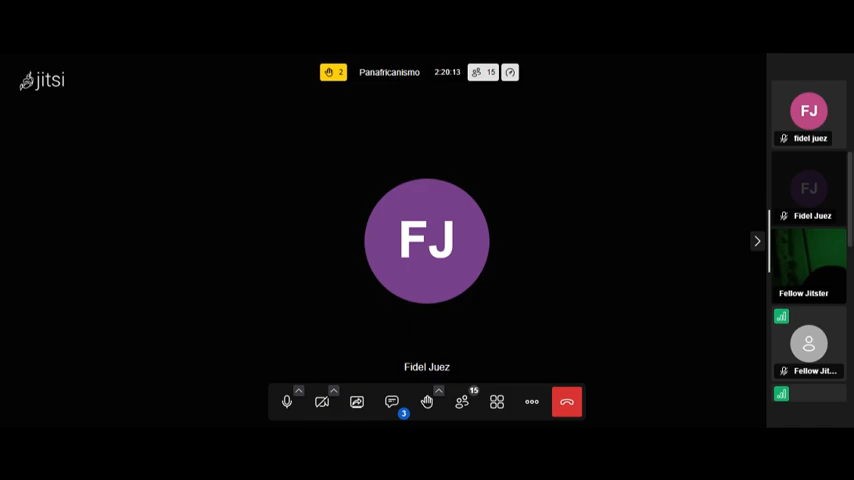 jitsi
2
Panafricanismo
2:20:13
15
FJ
fidel juez
FJ
Fidel Juez
Fellow Jitster
Fellow Jit...
FJ
Fidel Juez
15
3